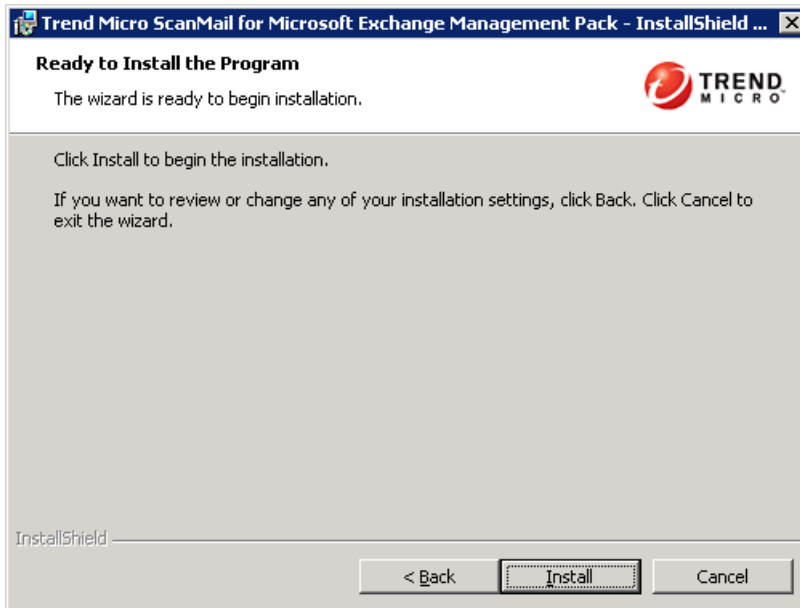 Trend Micro ScanMail for Microsoft Exchange Management Pack - InstallShield ...
Ready to Install the Program
The wizard is ready to begin installation.
TREND
MICRO
Click Install to begin the installation.
If you want to review or change any of your installation settings, click Back. Click Cancel to
exit the wizard.
InstallShield
< Back
Install
Cancel